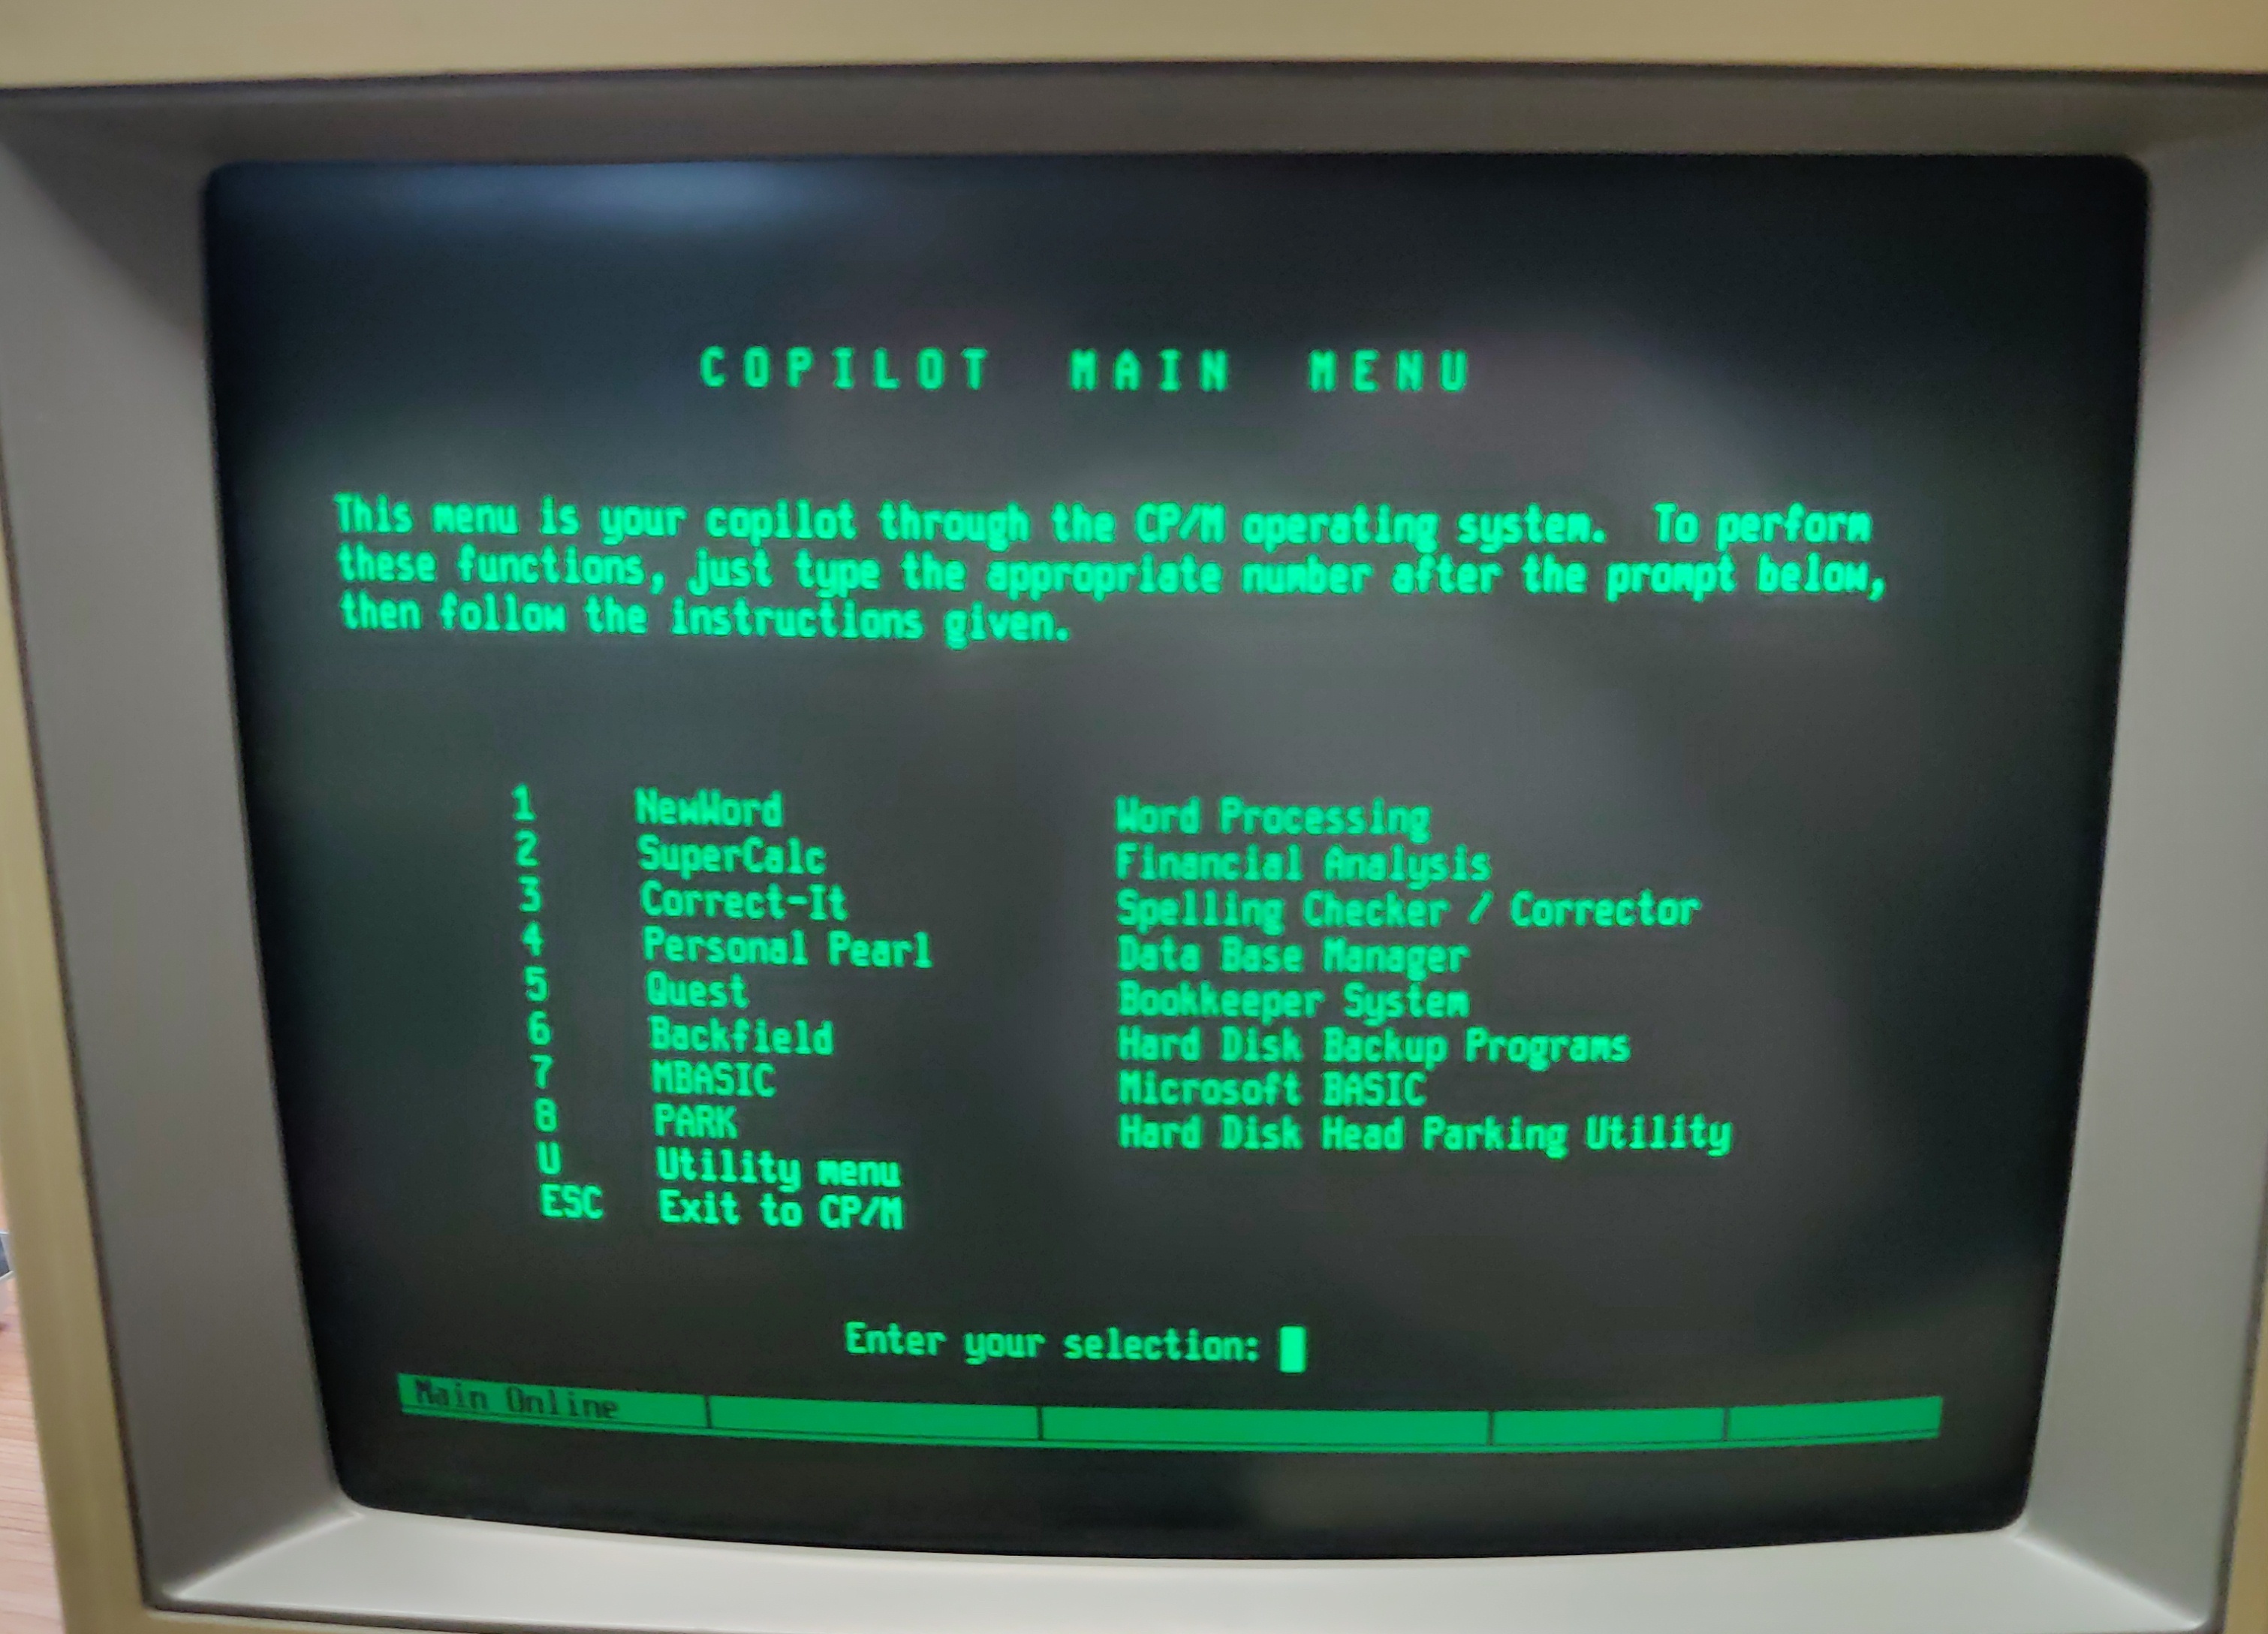 COPILOT MAIN MENU
This menu is your copilot through the CP/M operating system. To perform
these functions, just type the appropriate number after the prompt below,
then follow the instructions given.
1 NewWord Word Processing
2 SuperCalc Financial Analysis
3 Correct-It Spelling Checker / Corrector
4 Personal Pearl Data Base Manager
5 Quest Bookkeeper System
6 Backfield Hard Disk Backup Programs
7 MBASIC Microsoft BASIC
8 PARK Hard Disk Head Parking Utility
U Utility menu
ESC Exit to CP/M
Enter your selection:
Main Online